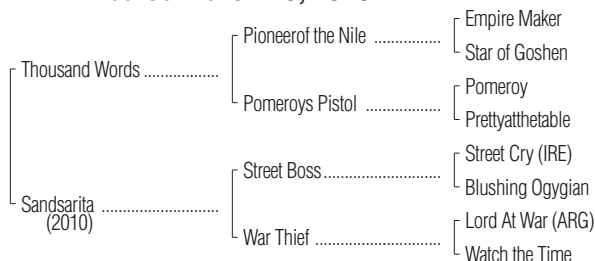 Empire Maker
Pioneerof the Nile ................
Star of Goshen
Thousand Words ..................
Pomeroy
Pomeroys Pistol ..................
Prettyatthetable
Street Cry (IRE)
Street Boss............................
Blushing Ogygian
Sandsarita ............................
(2010)
Lord At War (ARG)
War Thief ..............................
Watch the Time